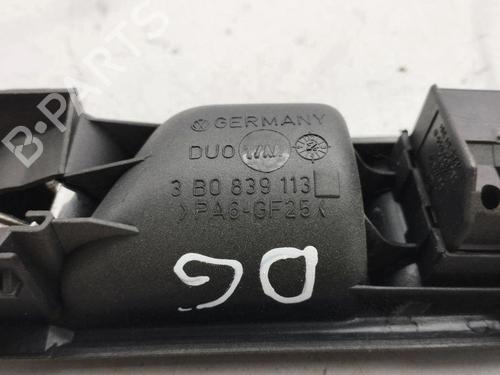 GERMANY
DUO
3 B0 839 113
>PA6-GF25<
DG
B-PARTS